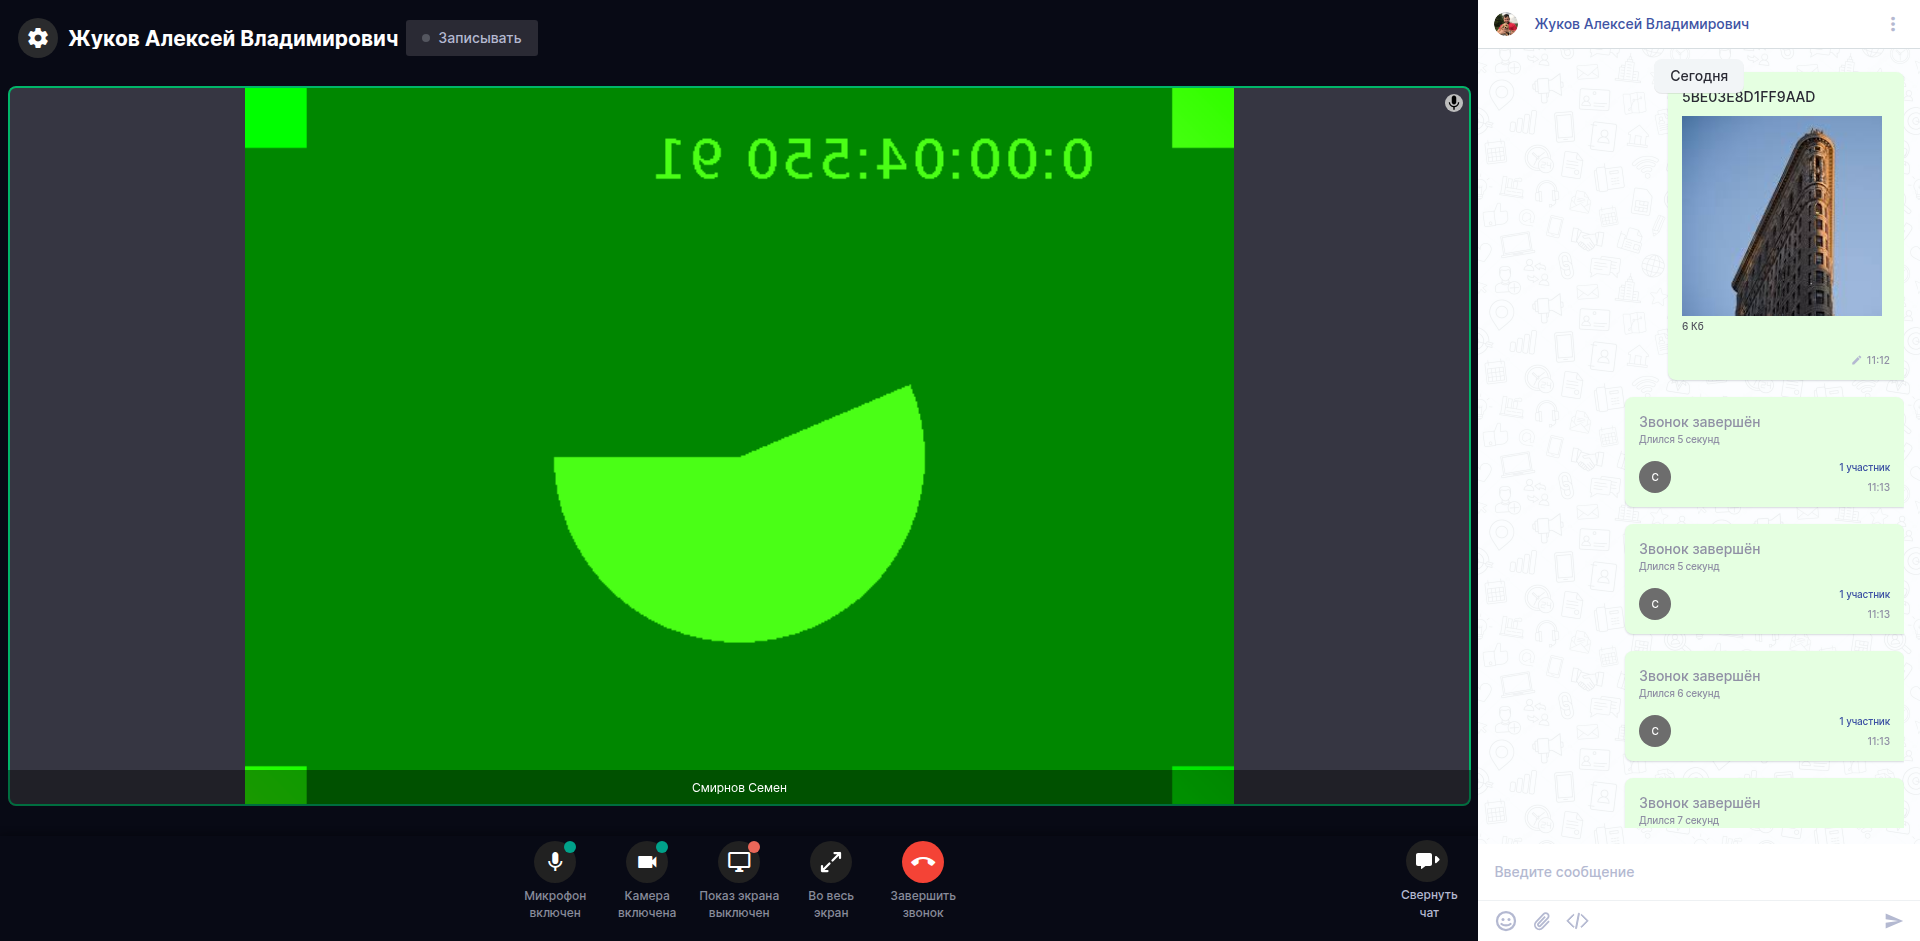 Жуков Алексей Владимирович
Записывать
0:00:04:550 91
Смирнов Семен
Микрофон
включен
Камера
включена
Показ экрана
выключен
Во весь
экран
Завершить
звонок
Свернуть
чат
Жуков Алексей Владимирович
Сегодня
5BE03E8D1FF9AAD
6 Кб
11:12
Звонок завершён
Длился 5 секунд
С
1 участник
11:13
Звонок завершён
Длился 5 секунд
С
1 участник
11:13
Звонок завершён
Длился 6 секунд
С
1 участник
11:13
Звонок завершён
Длился 7 секунд
Введите сообщение